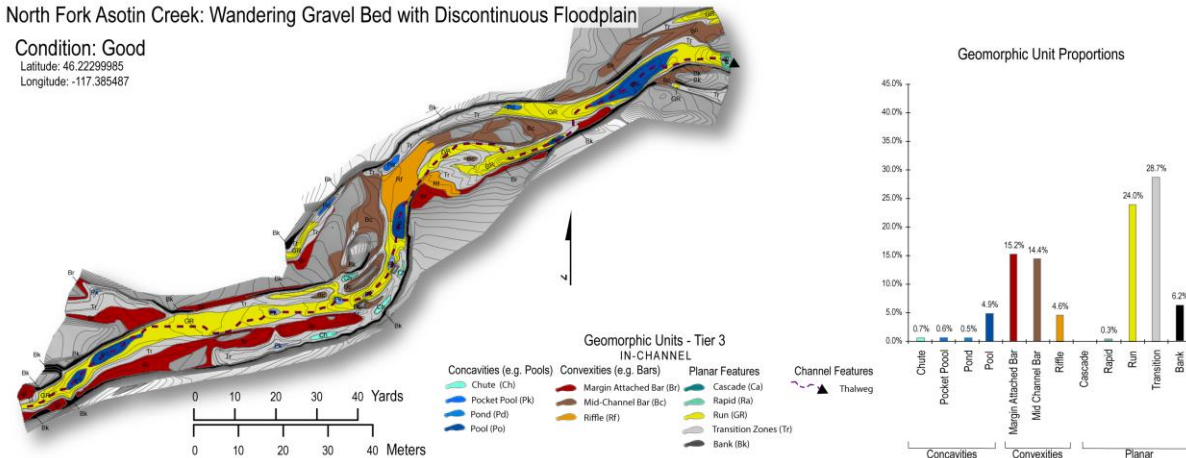 North Fork Asotin Creek: Wandering Gravel Bed with Discontinuous Floodplain
Condition: Good
Latitude: 46.22299985
Longitude: -117.385487
0 10 20 30 40 Yards
0 10 20 30 40 Meters
Geomorphic Units - Tier 3
IN-CHANNEL
Concavities (e.g. Pools)
Chute (Ch)
Pocket Pool (Pk)
Pond (Pd)
Pool (Po)
Convexities (e.g. Bars)
Margin Attached Bar (Br)
Mid-Channel Bar (Bc)
Riffle (Rf)
Planar Features
Cascade (Ca)
Rapid (Ra)
Run (GR)
Transition Zones (Tr)
Bank (Bk)
Channel Features
Thalweg
Geomorphic Unit Proportions
45.0%
40.0%
35.0%
30.0%
25.0%
20.0%
15.0%
10.0%
5.0%
0.0%
0.7% 0.6% 0.5% 4.9% 15.2% 14.4% 4.6% 0.3% 24.0% 28.7% 6.2%
Chute
Pocket Pool
Pond
Pool
Margin Attached Bar
Mid Channel Bar
Riffle
Cascade
Rapid
Run
Transition
Bank
Concavities Convexities Planar